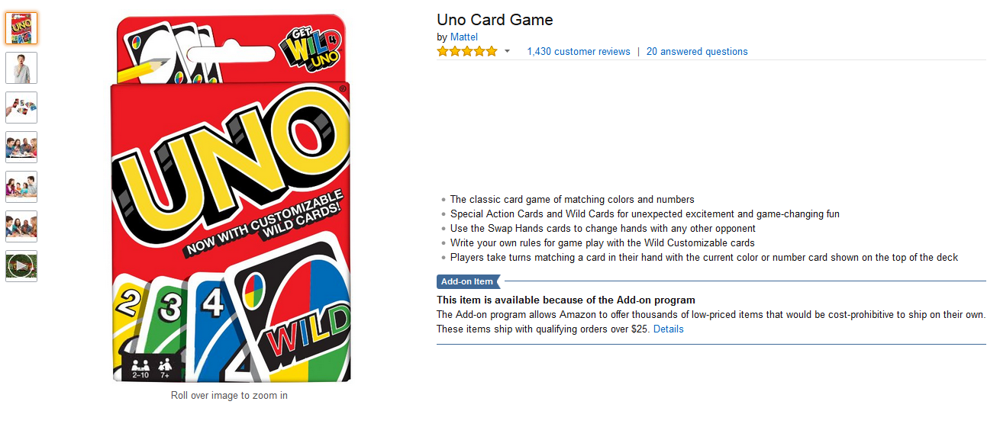 GET
WILD 4
UNO
UNO®
NOW WITH CUSTOMIZABLE
WILD CARDS!
2
3
4
WILD
2-10 7+
Roll over image to zoom in
Uno Card Game
by Mattel
1,430 customer reviews | 20 answered questions
The classic card game of matching colors and numbers
Special Action Cards and Wild Cards for unexpected excitement and game-changing fun
Use the Swap Hands cards to change hands with any other opponent
Write your own rules for game play with the Wild Customizable cards
Players take turns matching a card in their hand with the current color or number card shown on the top of the deck
Add-on Item
This item is available because of the Add-on program
The Add-on program allows Amazon to offer thousands of low-priced items that would be cost-prohibitive to ship on their own.
These items ship with qualifying orders over $25. Details